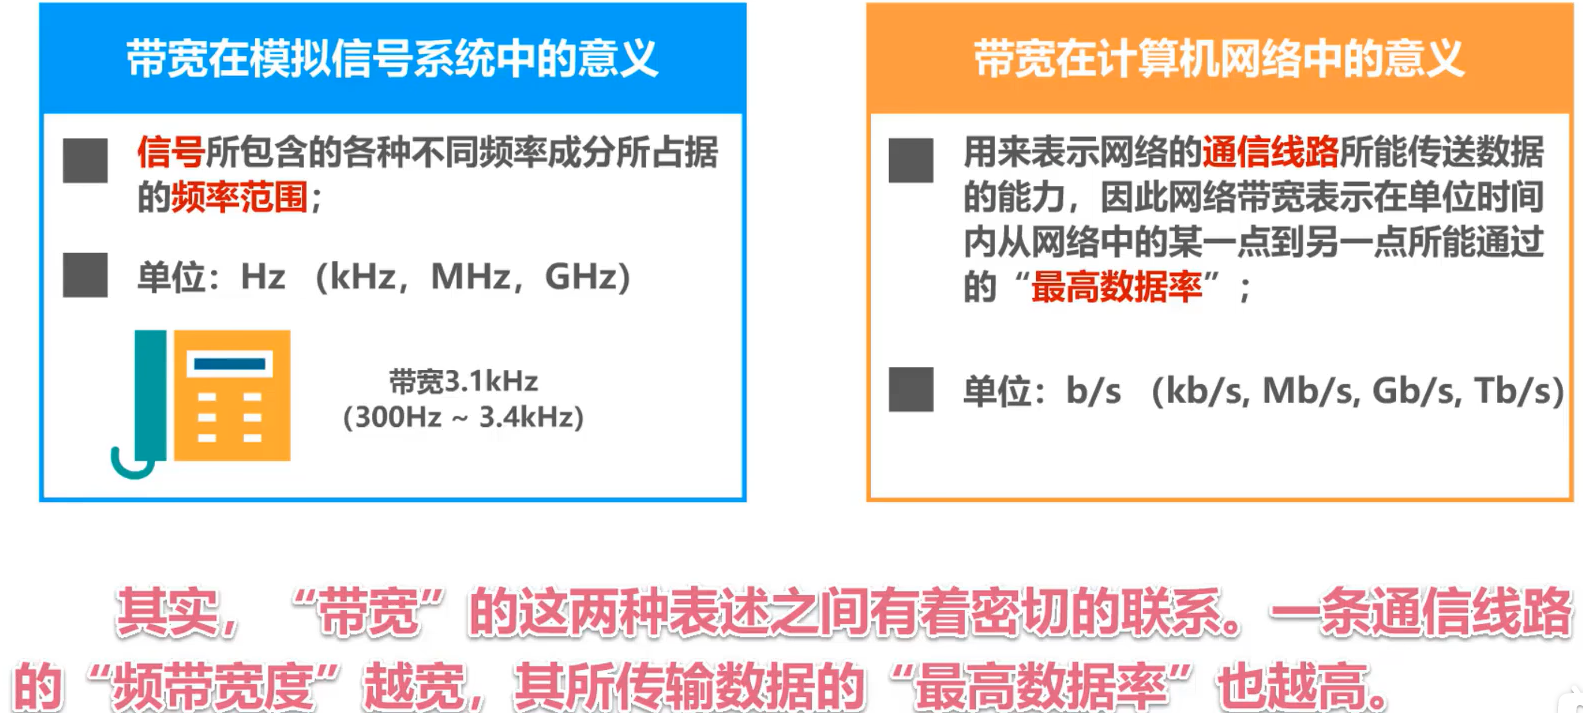 带宽在模拟信号系统中的意义
信号所包含的各种不同频率成分所占据
的频率范围；
单位：Hz （kHz，MHz，GHz）
带宽3.1kHz
(300Hz ~ 3.4kHz)
带宽在计算机网络中的意义
用来表示网络的通信线路所能传送数据
的能力，因此网络带宽表示在单位时间
内从网络中的某一点到另一点所能通过
的“最高数据率”；
单位：b/s （kb/s, Mb/s, Gb/s, Tb/s）
其实，“带宽”的这两种表述之间有着密切的联系。一条通信线路
的“频带宽度”越宽，其所传输数据的“最高数据率”也越高。